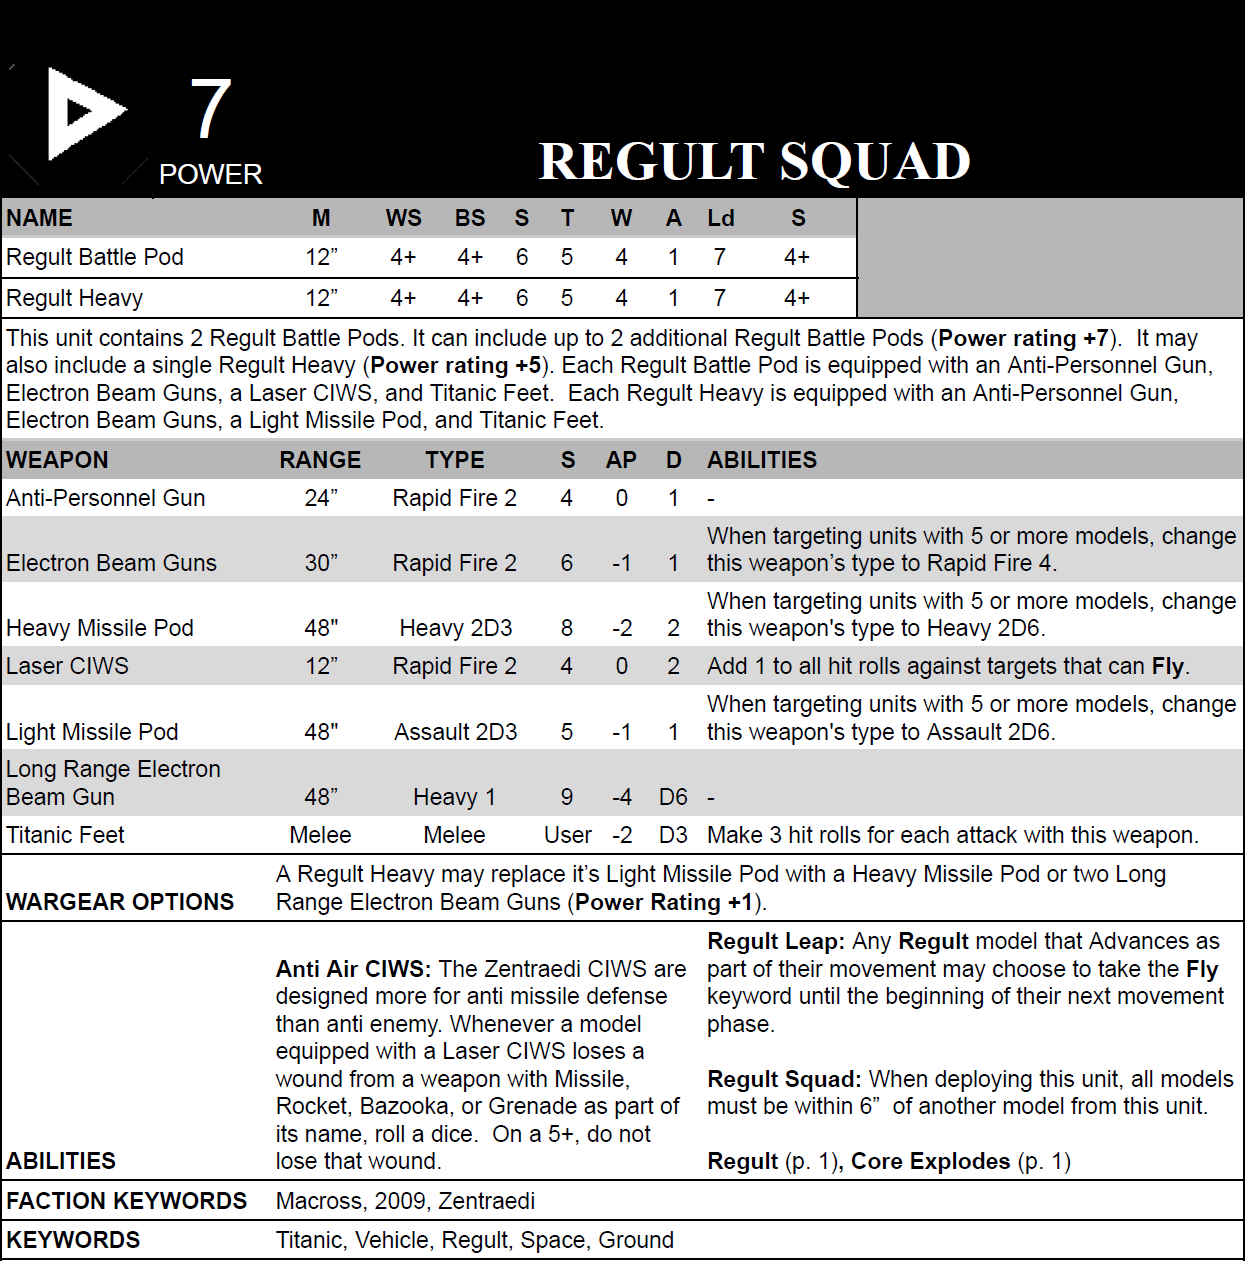 7
POWER
REGULT SQUAD
NAME M WS BS S T W A Ld S
Regult Battle Pod 12” 4+ 4+ 6 5 4 1 7 4+
Regult Heavy 12” 4+ 4+ 6 5 4 1 7 4+
This unit contains 2 Regult Battle Pods. It can include up to 2 additional Regult Battle Pods (Power rating +7). It may
also include a single Regult Heavy (Power rating +5). Each Regult Battle Pod is equipped with an Anti-Personnel Gun,
Electron Beam Guns, a Laser CIWS, and Titanic Feet. Each Regult Heavy is equipped with an Anti-Personnel Gun,
Electron Beam Guns, a Light Missile Pod, and Titanic Feet.
WEAPON RANGE TYPE S AP D ABILITIES
Anti-Personnel Gun 24” Rapid Fire 2 4 0 1 -
When targeting units with 5 or more models, change
Electron Beam Guns 30” Rapid Fire 2 6 -1 1 this weapon’s type to Rapid Fire 4.
When targeting units with 5 or more models, change
Heavy Missile Pod 48" Heavy 2D3 8 -2 2 this weapon's type to Heavy 2D6.
Laser CIWS 12” Rapid Fire 2 4 0 2 Add 1 to all hit rolls against targets that can Fly.
When targeting units with 5 or more models, change
Light Missile Pod 48" Assault 2D3 5 -1 1 this weapon's type to Assault 2D6.
Long Range Electron
Beam Gun 48” Heavy 1 9 -4 D6 -
Titanic Feet Melee Melee User -2 D3 Make 3 hit rolls for each attack with this weapon.
WARGEAR OPTIONS
A Regult Heavy may replace it’s Light Missile Pod with a Heavy Missile Pod or two Long
Range Electron Beam Guns (Power Rating +1).
ABILITIES
Anti Air CIWS: The Zentraedi CIWS are
designed more for anti missile defense
than anti enemy. Whenever a model
equipped with a Laser CIWS loses a
wound from a weapon with Missile,
Rocket, Bazooka, or Grenade as part of
its name, roll a dice. On a 5+, do not
lose that wound.
Regult Leap: Any Regult model that Advances as
part of their movement may choose to take the Fly
keyword until the beginning of their next movement
phase.
Regult Squad: When deploying this unit, all models
must be within 6” of another model from this unit.
Regult (p. 1), Core Explodes (p. 1)
FACTION KEYWORDS Macross, 2009, Zentraedi
KEYWORDS Titanic, Vehicle, Regult, Space, Ground